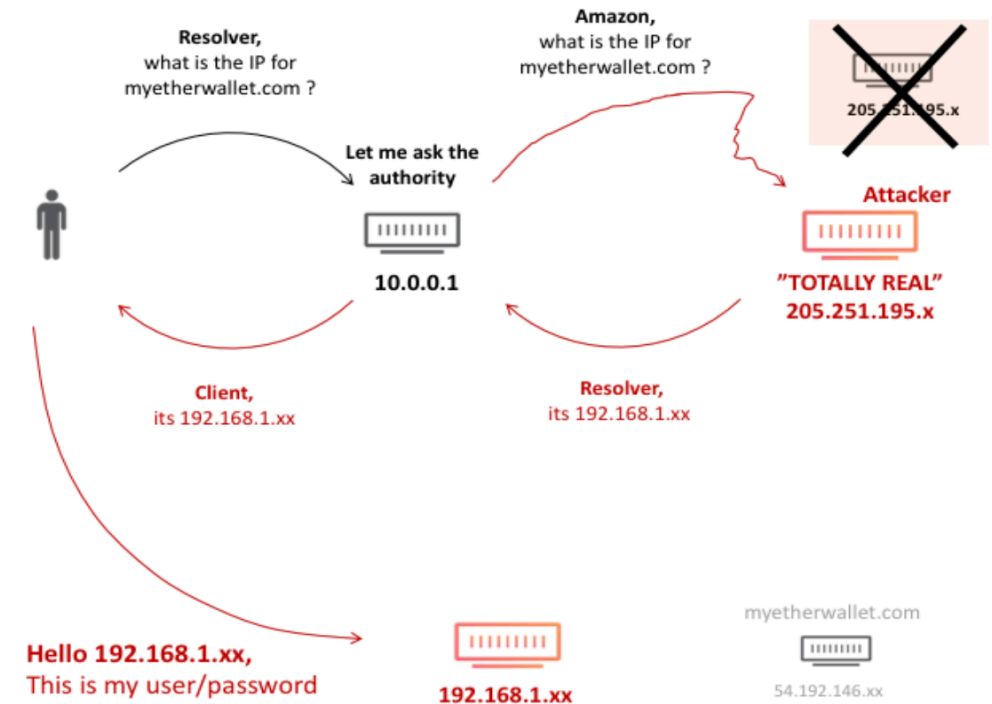 Resolver,
what is the IP for
myetherwallet.com ?
Amazon,
what is the IP for
myetherwallet.com ?
205.251.195.x
Let me ask the
authority
Attacker
10.0.0.1
”TOTALLY REAL”
205.251.195.x
Client,
its 192.168.1.xx
Resolver,
its 192.168.1.xx
myetherwallet.com
Hello 192.168.1.xx,
This is my user/password
192.168.1.xx
54.192.146.xx